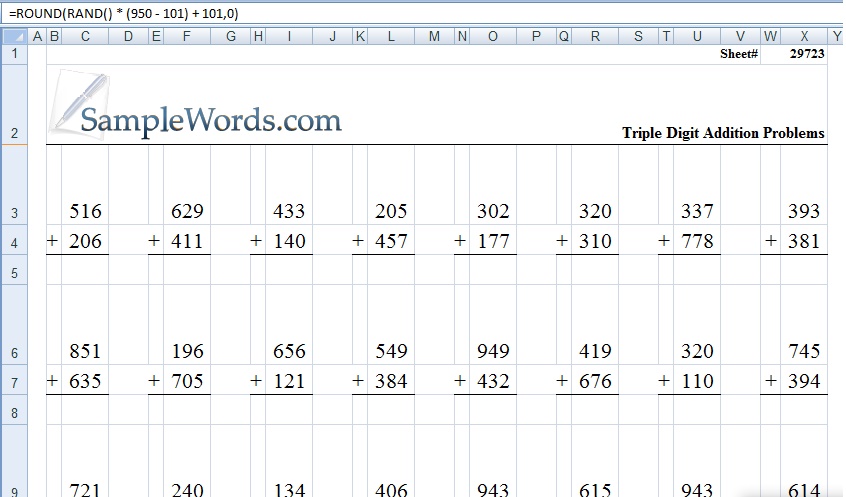 =ROUND(RAND() * (950 - 101) + 101,0)
A B C D E F G H I J K L M N O P Q R S T U V W X Y
1 Sheet# 29723
SampleWords.com
2 Triple Digit Addition Problems
3 516 629 433 205 302 320 337 393
4 + 206 + 411 + 140 + 457 + 177 + 310 + 778 + 381
5
6 851 196 656 549 949 419 320 745
7 + 635 + 705 + 121 + 384 + 432 + 676 + 110 + 394
8
9 721 240 134 406 943 615 943 614